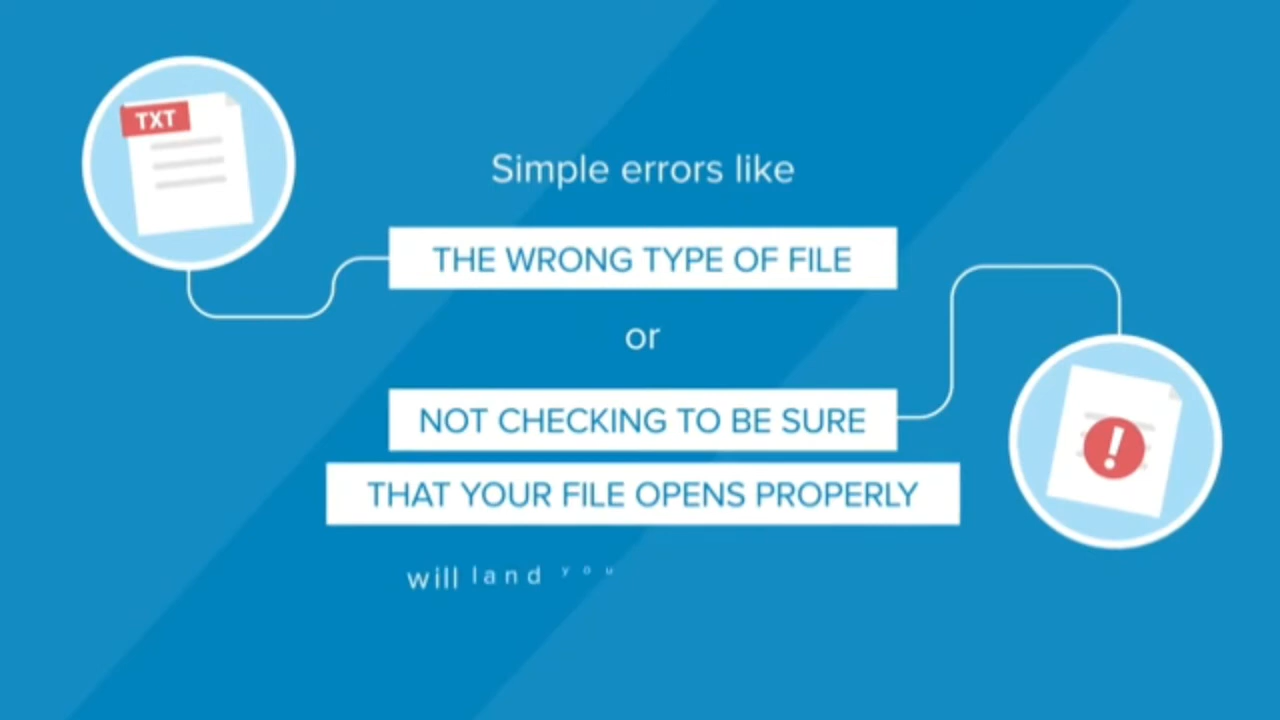 TXT
Simple errors like
THE WRONG TYPE OF FILE
or
NOT CHECKING TO BE SURE
THAT YOUR FILE OPENS PROPERLY
!
will land you